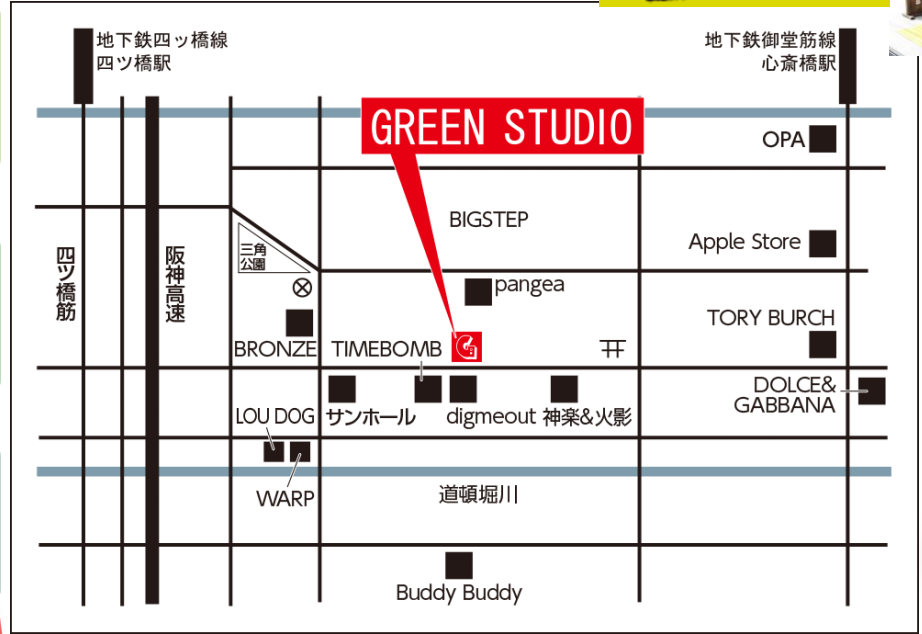 地下鉄四ッ橋線
四ツ橋駅
地下鉄御堂筋線
心斎橋駅
GREEN STUDIO
OPA
BIGSTEP
Apple Store
三角
公園
四ツ橋筋
阪神高速
pangea
TORY BURCH
BRONZE
TIMEBOMB
DOLCE&
GABBANA
LOU DOG
サンホール
digmeout
神楽&火影
WARP
道頓堀川
Buddy Buddy